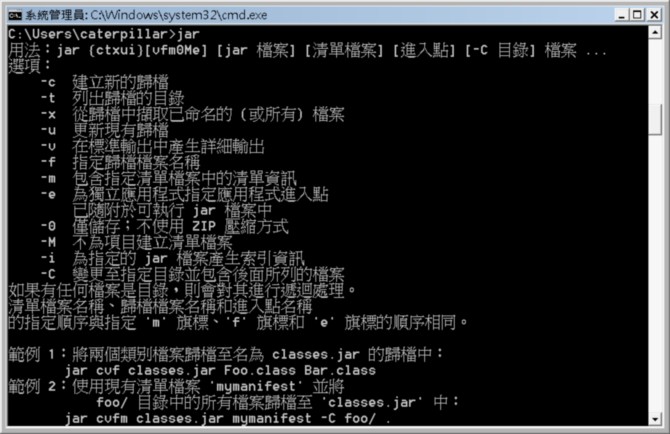 系統管理員: C:\Windows\system32\cmd.exe
C:\Users\caterpillar>jar
用法：jar (ctxui)[vfm0Me] [jar 檔案] [清單檔案] [進入點] [-C 目錄] 檔案 ...
選項：
-c 建立新的歸檔
-t 列出歸檔的目錄
-x 從歸檔中擷取已命名的 (或所有) 檔案
-u 更新現有歸檔
-v 在標準輸出中產生詳細輸出
-f 指定歸檔檔案名稱
-m 包含指定清單檔案中的清單資訊
-e 為獨立應用程式指定應用程式進入點
已隨附於可執行 jar 檔案中
-0 僅儲存；不使用 ZIP 壓縮方式
-M 不為項目建立清單檔案
-i 為指定的 jar 檔案產生索引資訊
-C 變更至指定目錄並包含後面所列的檔案
如果有任何檔案是目錄，則會對其進行遞迴處理。
清單檔案名稱、歸檔檔案名稱和進入點名稱
的指定順序與指定 'm' 旗標、'f' 旗標和 'e' 旗標的順序相同。
範例 1：將兩個類別檔案歸檔至名為 classes.jar 的歸檔中：
jar cvf classes.jar Foo.class Bar.class
範例 2：使用現有清單檔案 'mymanifest' 並將
foo/ 目錄中的所有檔案歸檔至 'classes.jar' 中：
jar cvfm classes.jar mymanifest -C foo/ .